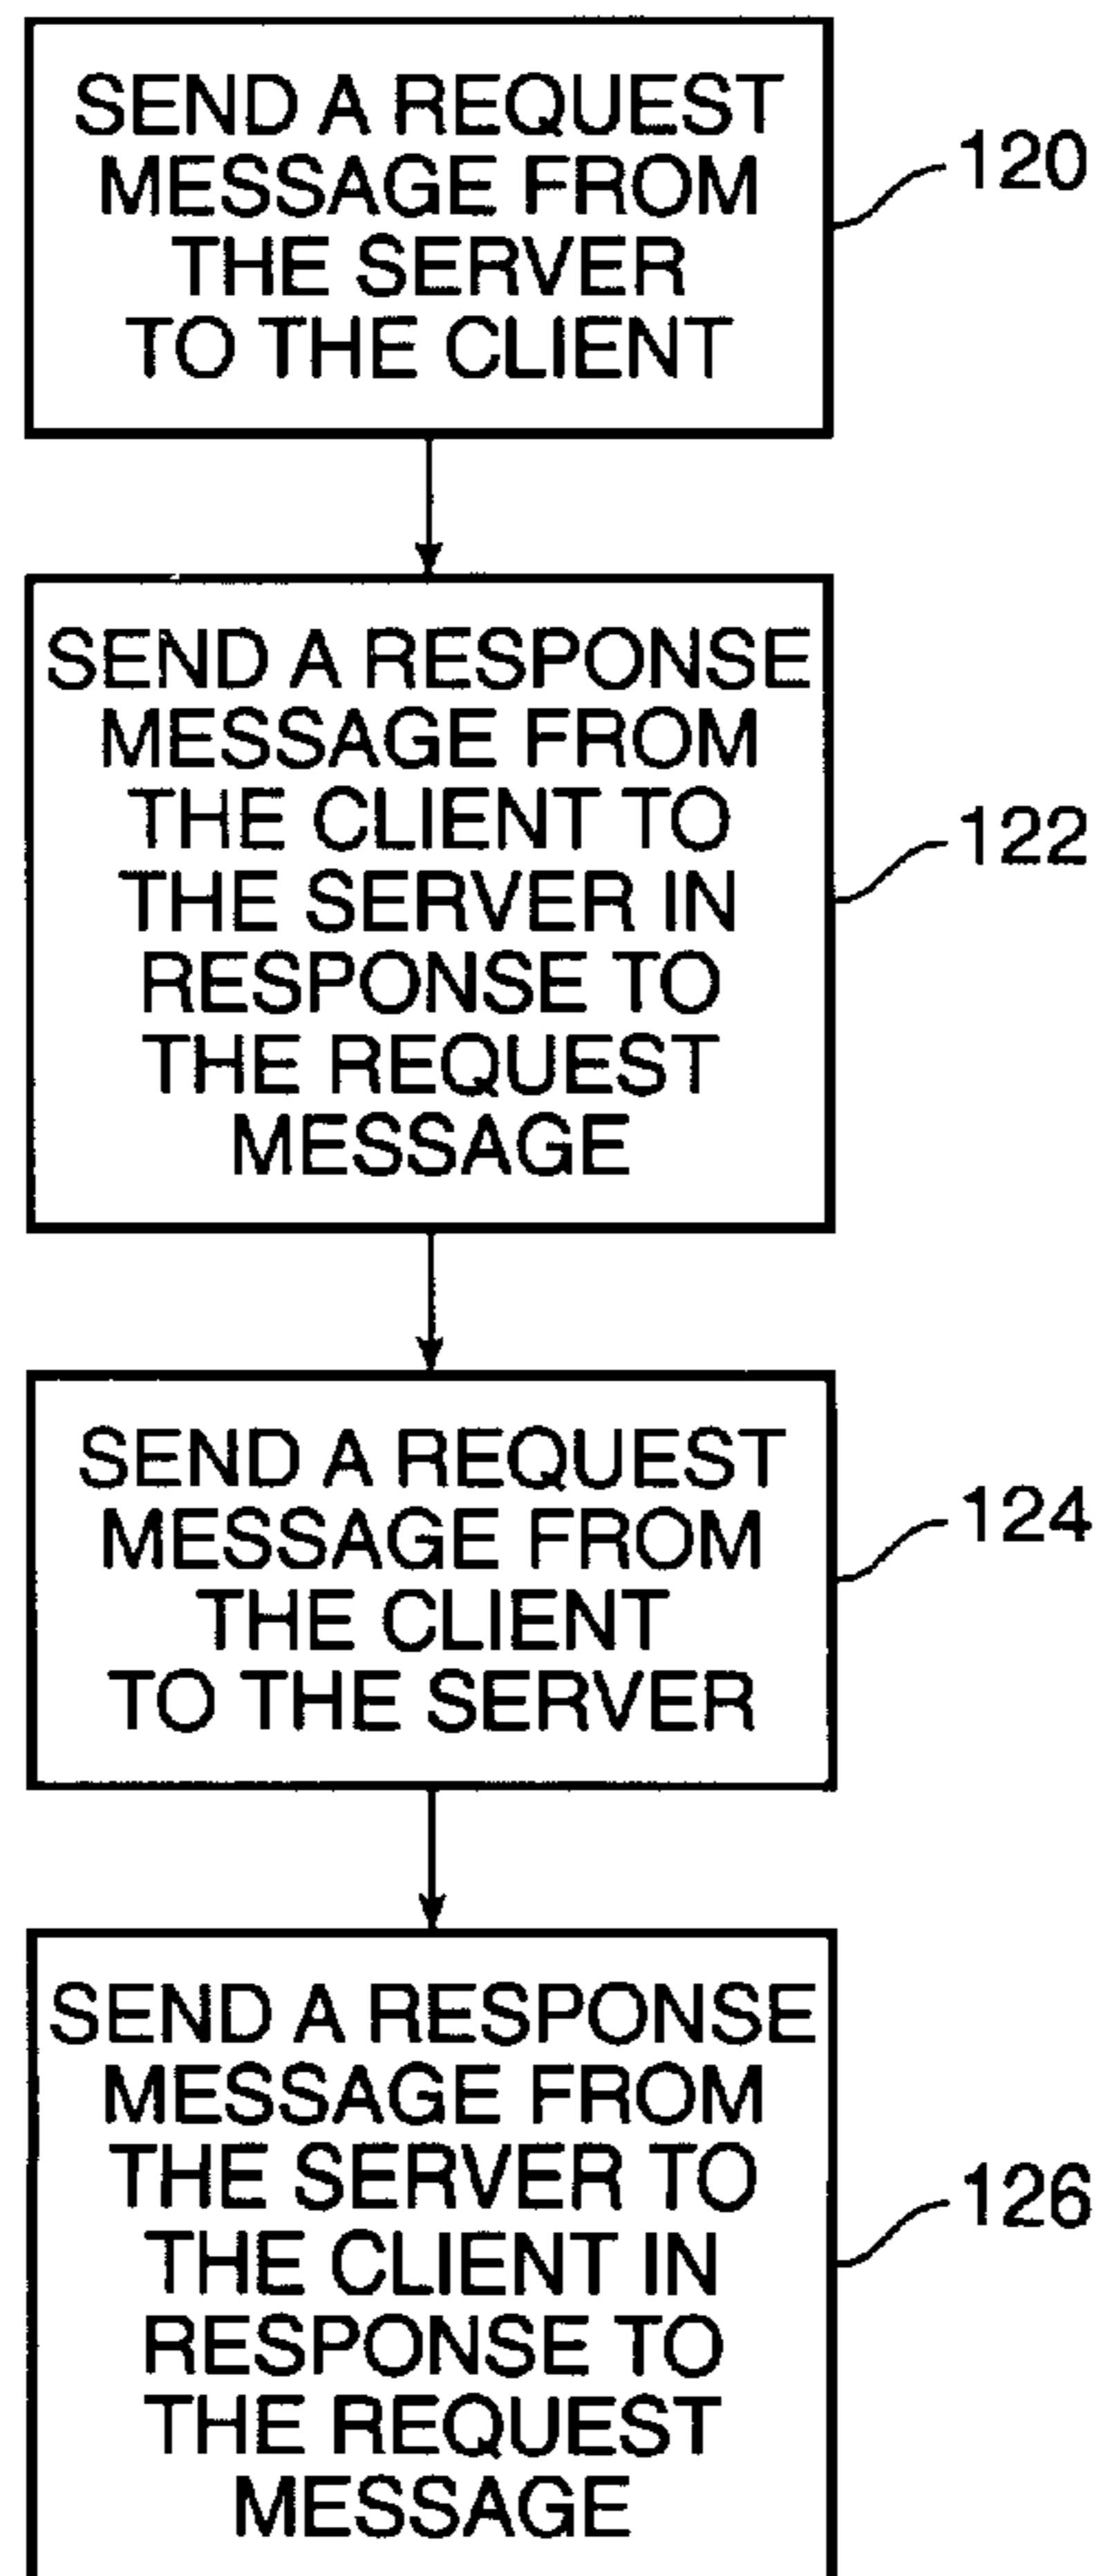 SEND A REQUEST
MESSAGE FROM
THE SERVER
TO THE CLIENT
120
SEND A RESPONSE
MESSAGE FROM
THE CLIENT TO
THE SERVER IN
RESPONSE TO
THE REQUEST
MESSAGE
122
SEND A REQUEST
MESSAGE FROM
THE CLIENT
TO THE SERVER
124
SEND A RESPONSE
MESSAGE FROM
THE SERVER TO
THE CLIENT IN
RESPONSE TO
THE REQUEST
MESSAGE
126